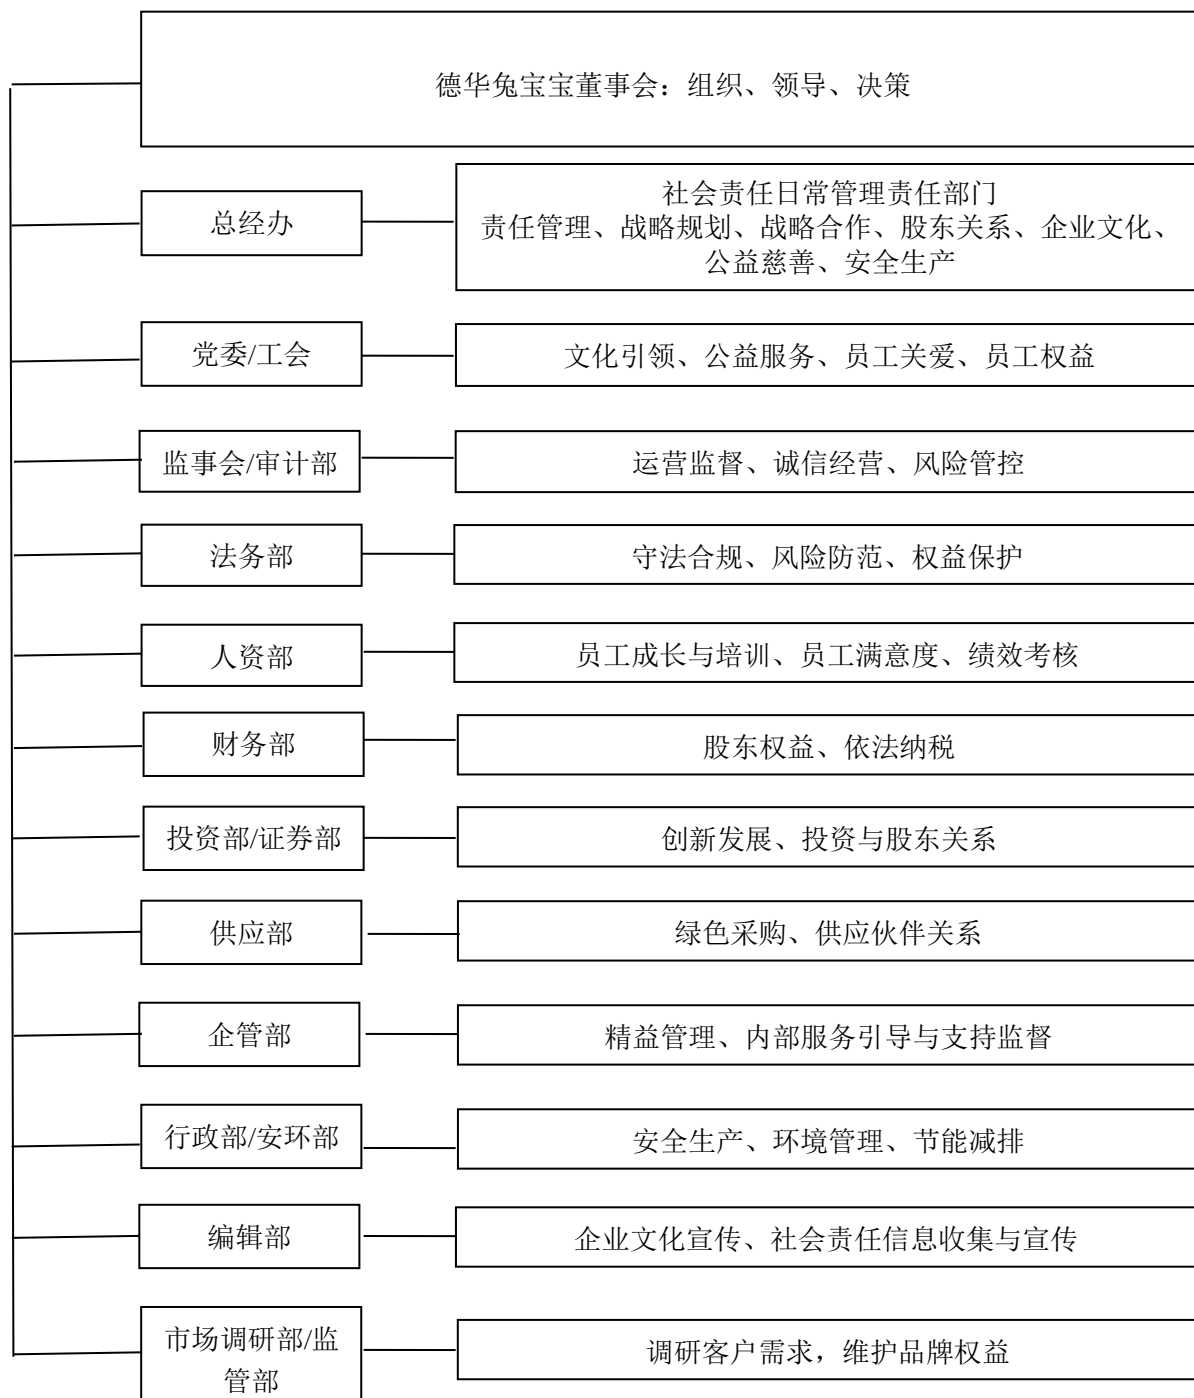 德华兔宝宝董事会：组织、领导、决策
总经办
社会责任日常管理责任部门
责任管理、战略规划、战略合作、股东关系、企业文化、
公益慈善、安全生产
党委/工会
文化引领、公益服务、员工关爱、员工权益
监事会/审计部
运营监督、诚信经营、风险管控
法务部
守法合规、风险防范、权益保护
人资部
员工成长与培训、员工满意度、绩效考核
财务部
股东权益、依法纳税
投资部/证券部
创新发展、投资与股东关系
供应部
绿色采购、供应伙伴关系
企管部
精益管理、内部服务引导与支持监督
行政部/安环部
安全生产、环境管理、节能减排
编辑部
企业文化宣传、社会责任信息收集与宣传
市场调研部/监
管部
调研客户需求，维护品牌权益